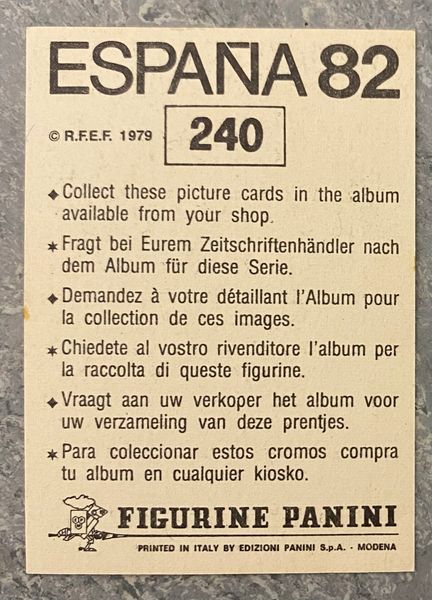 ESPAÑA 82
© R.F.E.F. 1979 240
◆ Collect these picture cards in the album
available from your shop.
✶ Fragt bei Eurem Zeitschriftenhändler nach
dem Album für diese Serie.
◆ Demandez à votre détaillant l'Album pour
la collection de ces images.
✶ Chiedete al vostro rivenditore l'album per
la raccolta di queste figurine.
◆ Vraagt aan uw verkoper het album voor
uw verzameling van deze prentjes.
✶ Para coleccionar estos cromos compra
tu album en cualquier kiosko.
FIGURINE PANINI
PRINTED IN ITALY BY EDIZIONI PANINI S.p.A. - MODENA